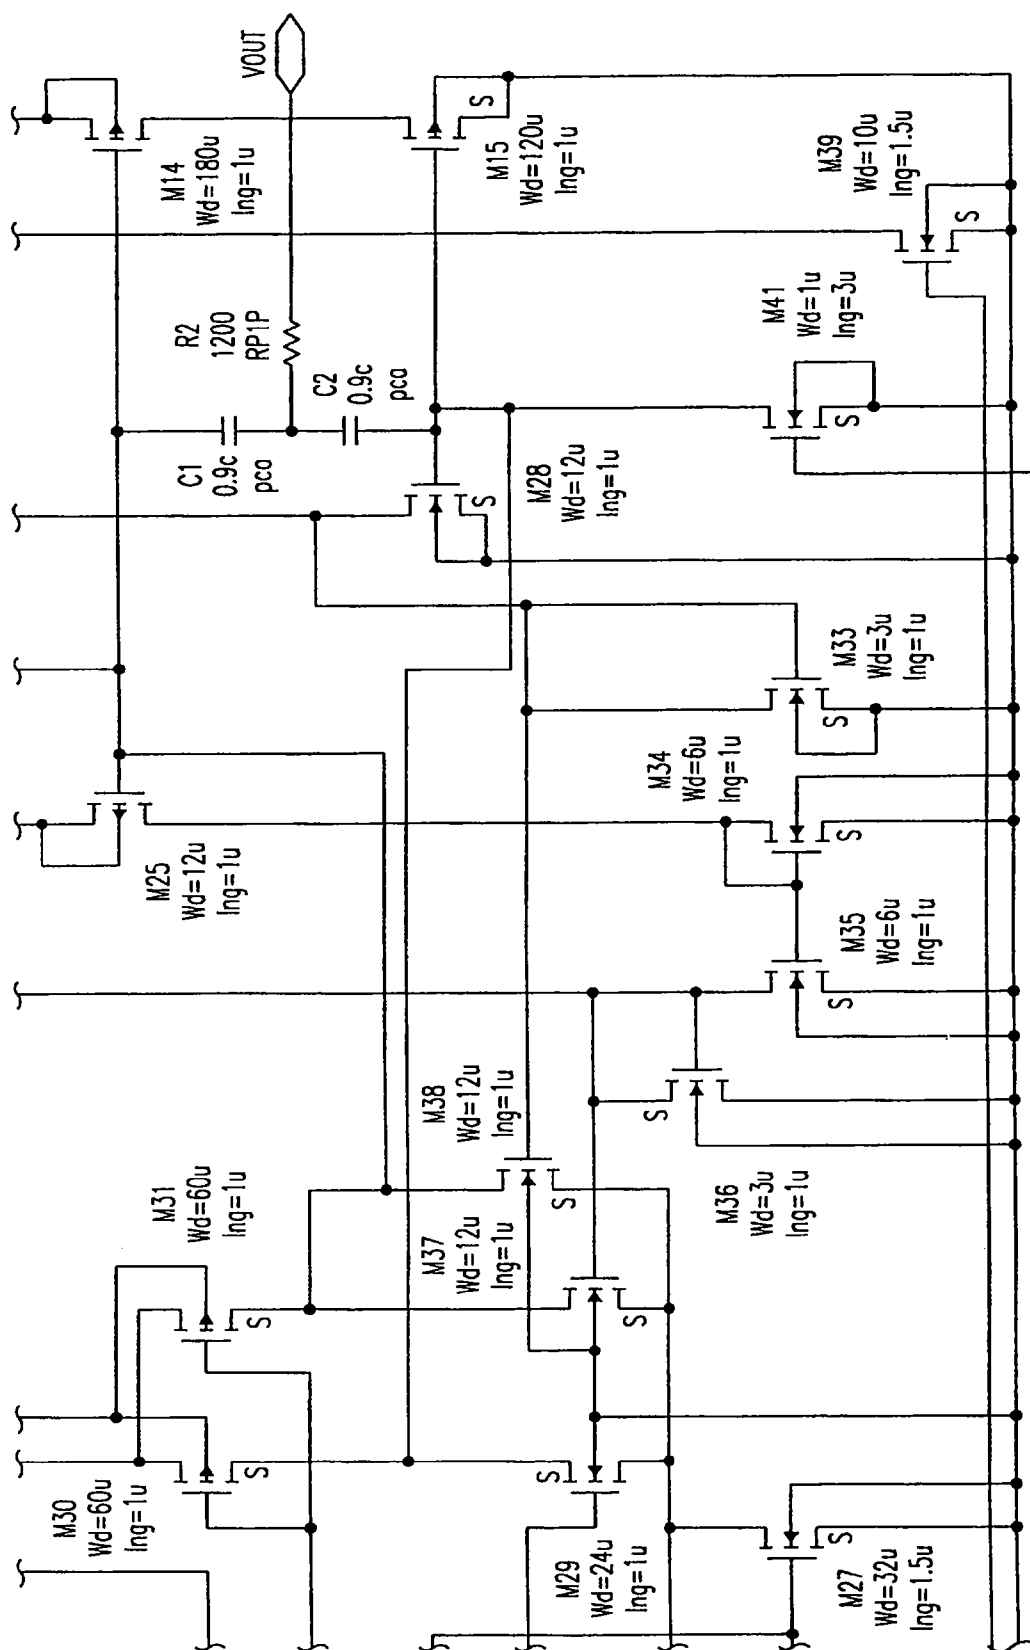 VOUT
M14
Wd=180u
lng=1u
S
M15
Wd=120u
lng=1u
M39
Wd=10u
lng=1.5u
S
R2
1200
RP1P
C1
0.9c
pca
C2
0.9c
pca
S
M28
Wd=12u
lng=1u
M41
Wd=1u
lng=3u
S
M33
Wd=3u
lng=1u
S
M25
Wd=12u
lng=1u
M34
Wd=6u
lng=1u
S
M35
Wd=6u
lng=1u
S
M38
Wd=12u
lng=1u
S
S
M36
Wd=3u
lng=1u
M31
Wd=60u
lng=1u
S
M37
Wd=12u
lng=1u
S
M30
Wd=60u
lng=1u
S
S
M29
Wd=24u
lng=1u
S
M27
Wd=32u
lng=1.5u